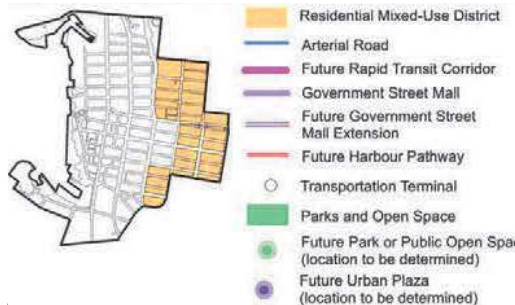 Residential Mixed-Use District
Arterial Road
Future Rapid Transit Corridor
Government Street Mall
Future Government Street
Mall Extension
Future Harbour Pathway
Transportation Terminal
Parks and Open Space
Future Park or Public Open Spac
(location to be determined)
Future Urban Plaza
(location to be determined)